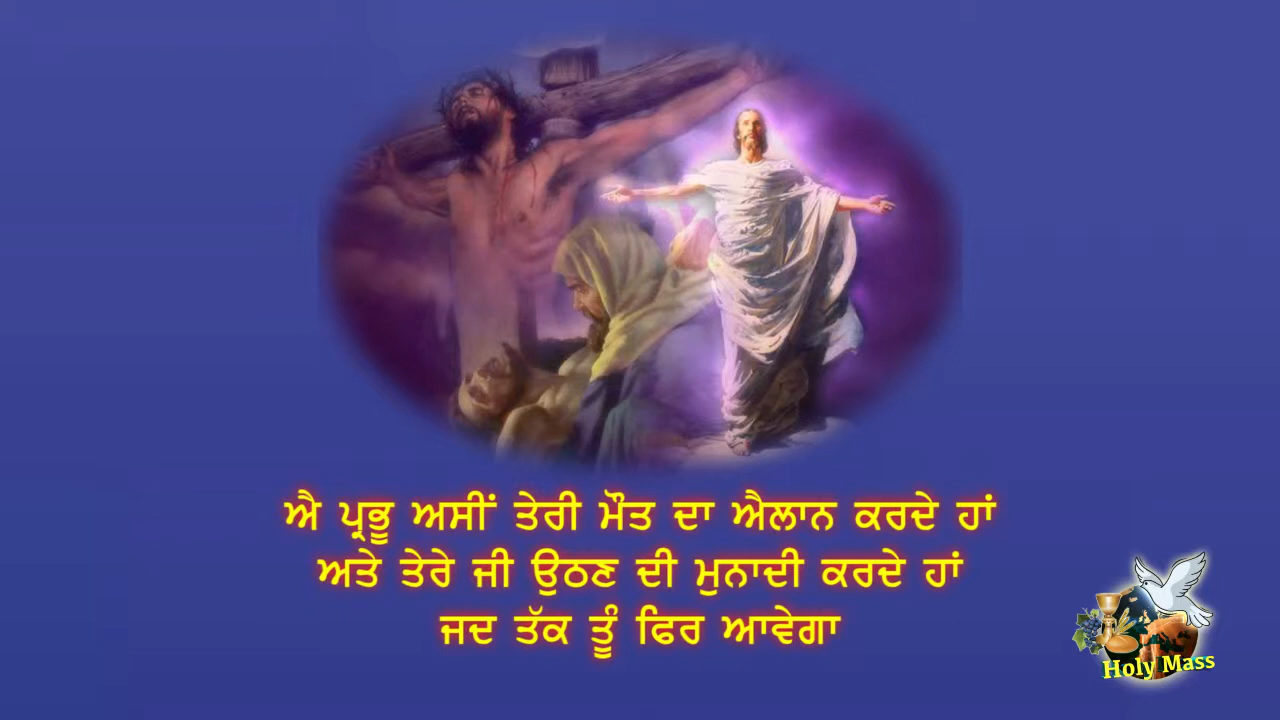 ਐ ਪ੍ਰਭੂ ਅਸੀਂ ਤੇਰੀ ਮੌਤ ਦਾ ਐਲਾਨ ਕਰਦੇ ਹਾਂ
ਅਤੇ ਤੇਰੇ ਜੀ ਉਠਣ ਦੀ ਮੁਨਾਦੀ ਕਰਦੇ ਹਾਂ
ਜਦ ਤੱਕ ਤੂੰ ਫਿਰ ਆਵੇਗਾ
Holy Mass